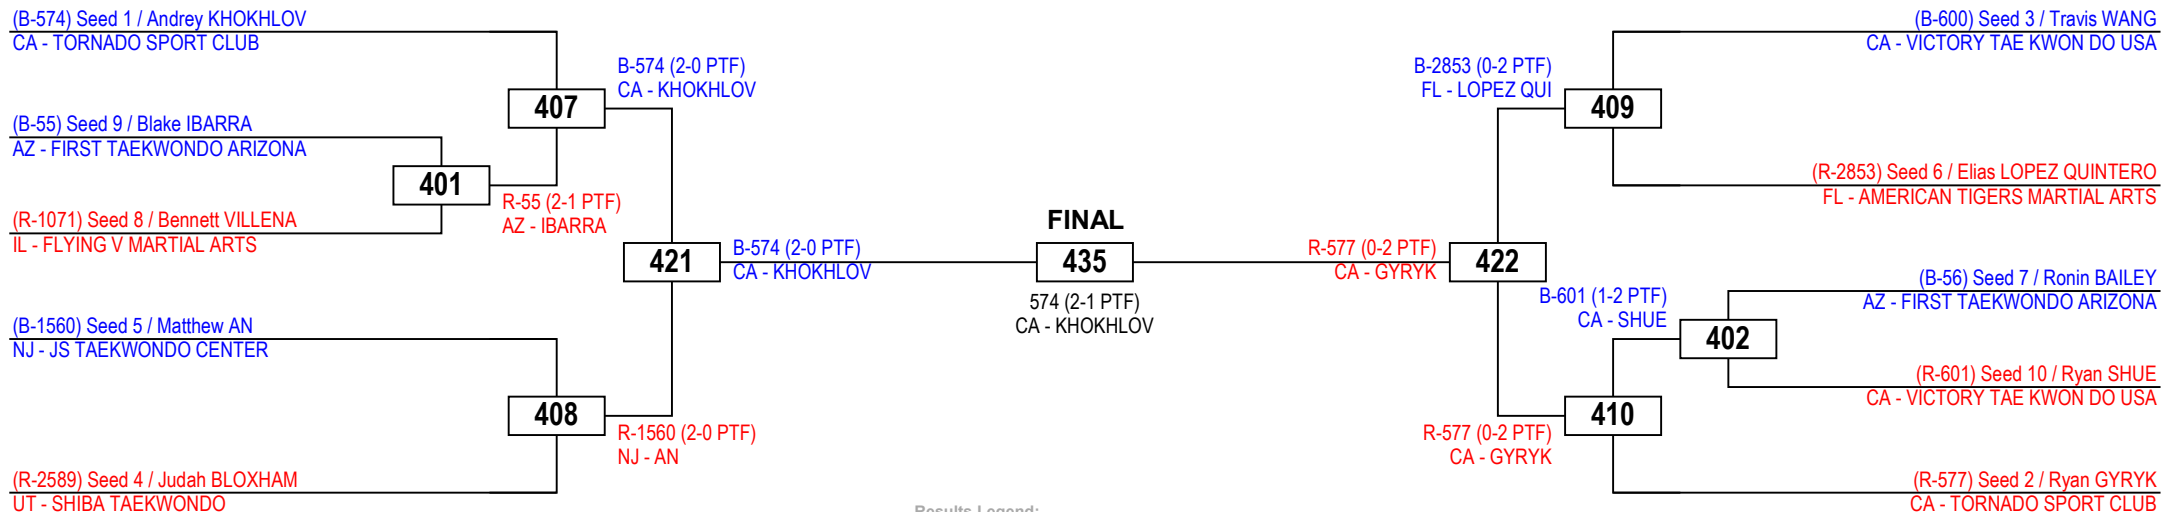 (B-574) Seed 1 / Andrey KHOKHLOV
CA - TORNADO SPORT CLUB
B-574 (2-0 PTF)
CA - KHOKHLOV
407
(B-55) Seed 9 / Blake IBARRA
AZ - FIRST TAEKWONDO ARIZONA
401
R-55 (2-1 PTF)
AZ - IBARRA
(R-1071) Seed 8 / Bennett VILLENA
IL - FLYING V MARTIAL ARTS
421
B-574 (2-0 PTF)
CA - KHOKHLOV
(B-1560) Seed 5 / Matthew AN
NJ - JS TAEKWONDO CENTER
408
R-1560 (2-0 PTF)
NJ - AN
(R-2589) Seed 4 / Judah BLOXHAM
UT - SHIBA TAEKWONDO
FINAL
435
574 (2-1 PTF)
CA - KHOKHLOV
Results Legend:
(B-600) Seed 3 / Travis WANG
CA - VICTORY TAE KWON DO USA
B-2853 (0-2 PTF)
FL - LOPEZ QUI
409
(R-2853) Seed 6 / Elias LOPEZ QUINTERO
FL - AMERICAN TIGERS MARTIAL ARTS
R-577 (0-2 PTF)
CA - GYRYK
422
(B-56) Seed 7 / Ronin BAILEY
AZ - FIRST TAEKWONDO ARIZONA
B-601 (1-2 PTF)
CA - SHUE
402
(R-601) Seed 10 / Ryan SHUE
CA - VICTORY TAE KWON DO USA
410
R-577 (0-2 PTF)
CA - GYRYK
(R-577) Seed 2 / Ryan GYRYK
CA - TORNADO SPORT CLUB